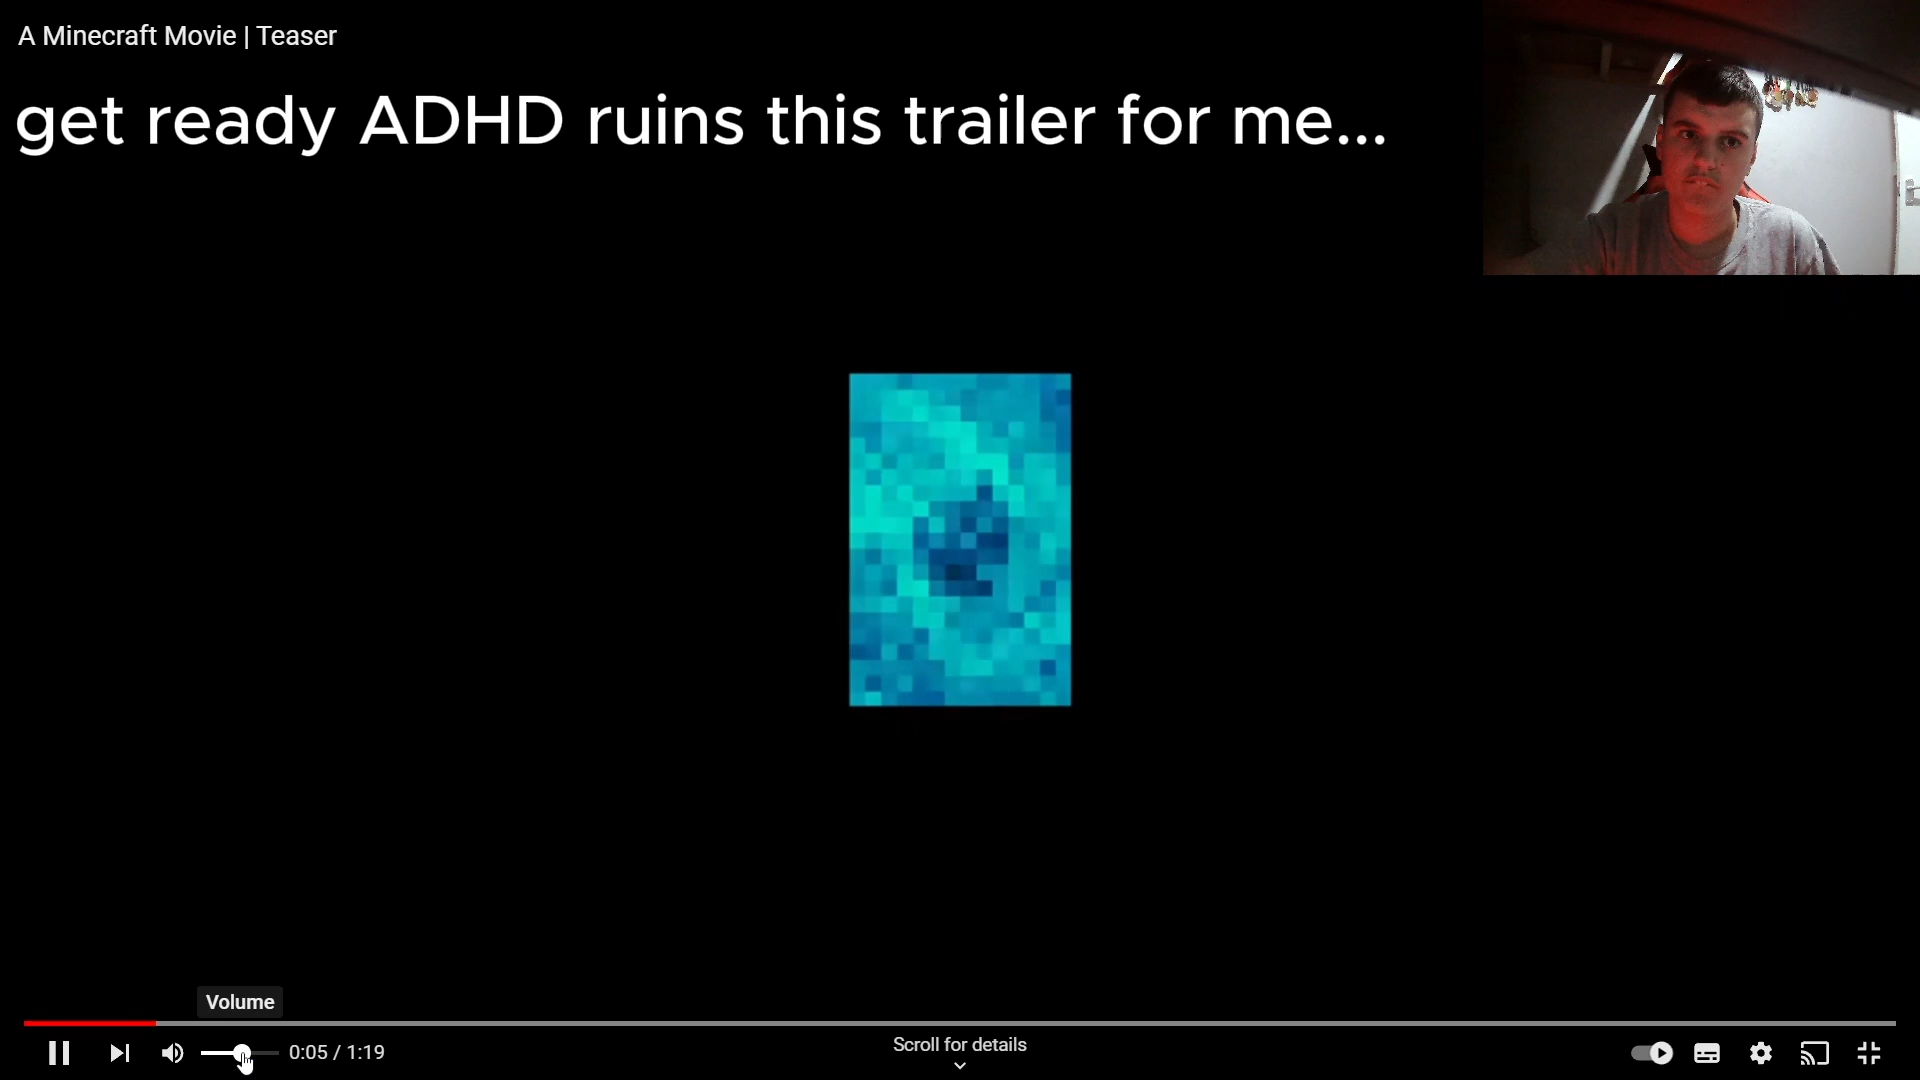 A Minecraft Movie | Teaser
get ready ADHD ruins this trailer for me...
Volume
0:05 / 1:19
Scroll for details